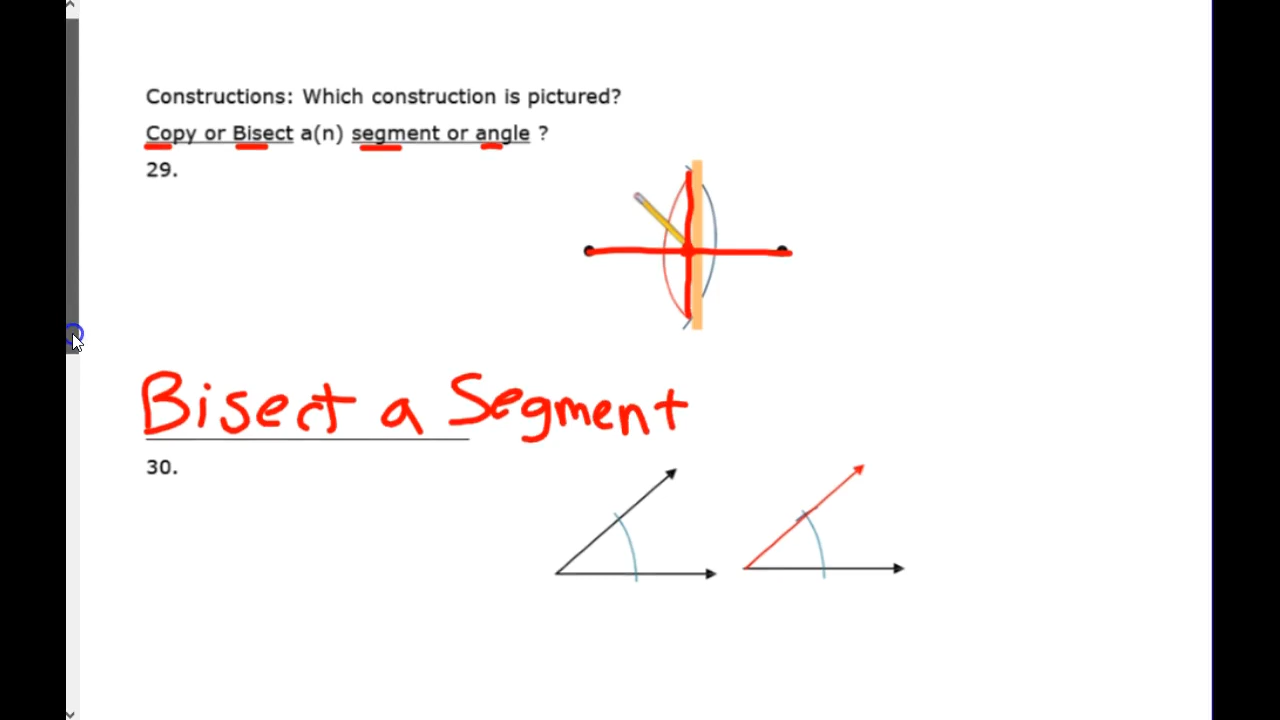 Constructions: Which construction is pictured?
Copy or Bisect a(n) segment or angle ?
29.
Bisect a Segment
30.